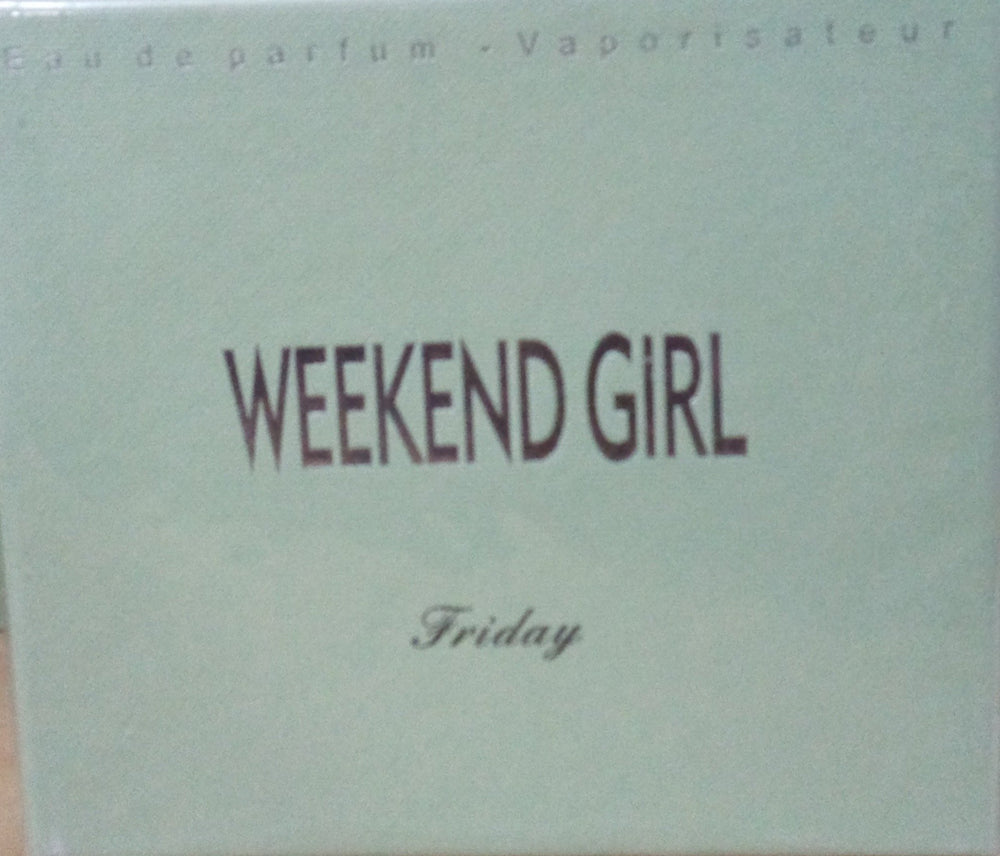 Eau de parfum - Vaporisateur
WEEKEND GiRL
Friday